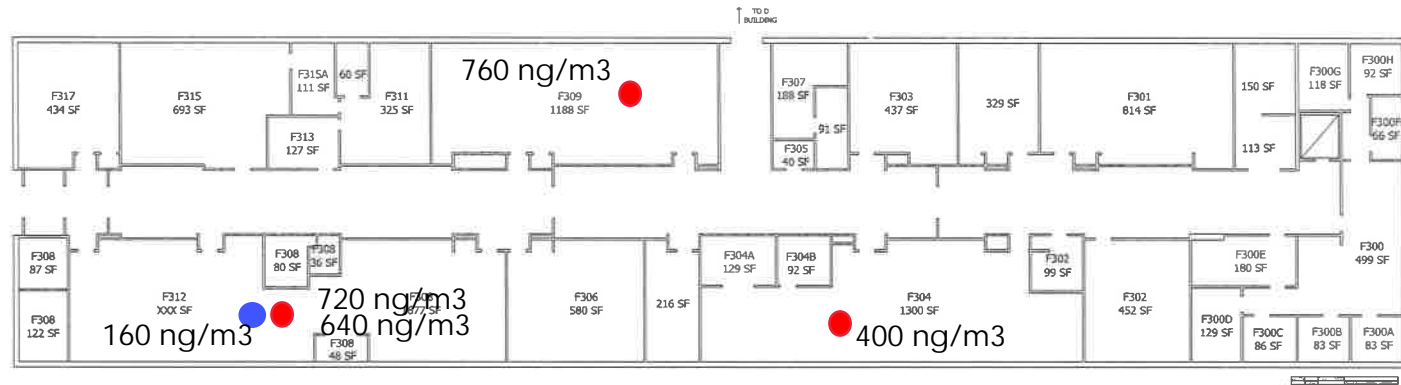 TO D
BUILDING
F317
434 SF
F315
693 SF
F315A
111 SF
60 SF
F313
127 SF
F311
325 SF
760 ng/m3
F309
1188 SF
F307
188 SF
91 SF
F305
40 SF
F303
437 SF
329 SF
F301
814 SF
150 SF
113 SF
F300G
118 SF
F300H
92 SF
F300F
66 SF
F308
87 SF
F308
122 SF
F312
XXX SF
160 ng/m3
F308
80 SF
F308
36 SF
720 ng/m3
640 ng/m3
F308
48 SF
F306
580 SF
216 SF
F304A
129 SF
F304B
92 SF
F304
1300 SF
400 ng/m3
F302
99 SF
F302
452 SF
F300E
180 SF
F300
499 SF
F300D
129 SF
F300C
86 SF
F300B
83 SF
F300A
83 SF